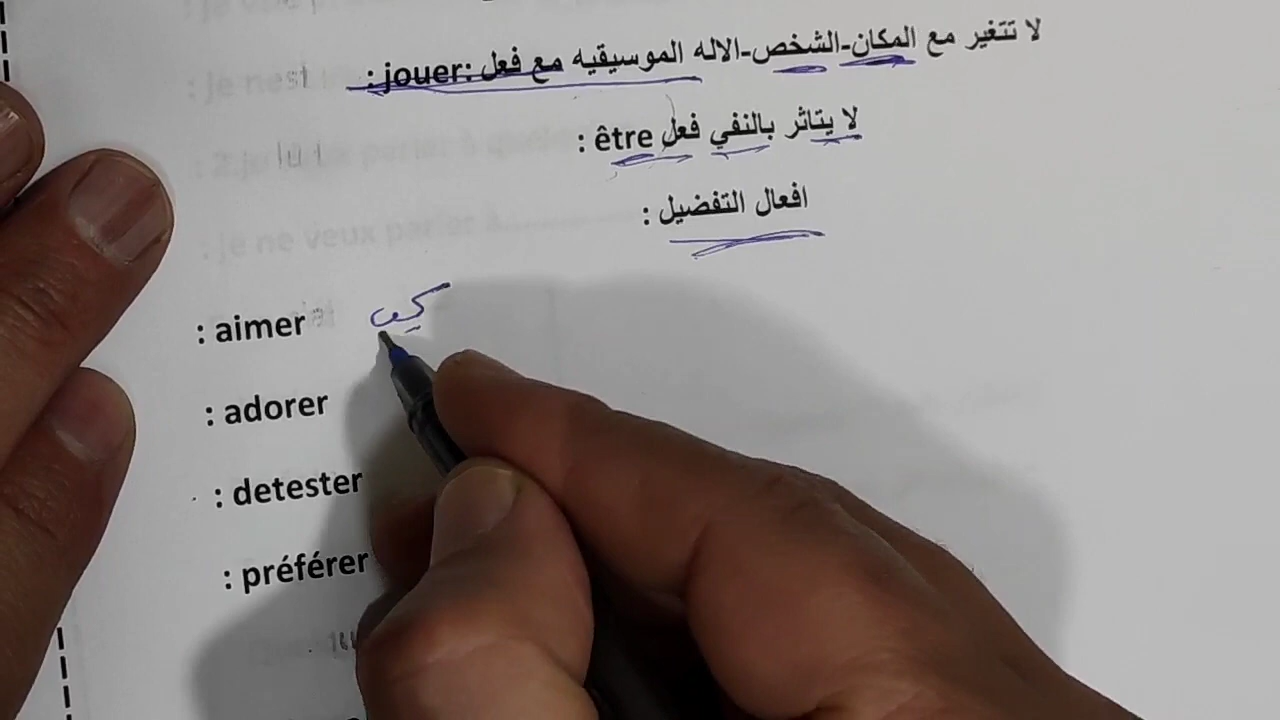 لا تتغير مع المكان-الشخص-الاله الموسيقيه مع فعل :jouer :
لا يتاثر بالنفي فعل être :
افعال التفضيل :
: aimer
: adorer
: detester
: préférer